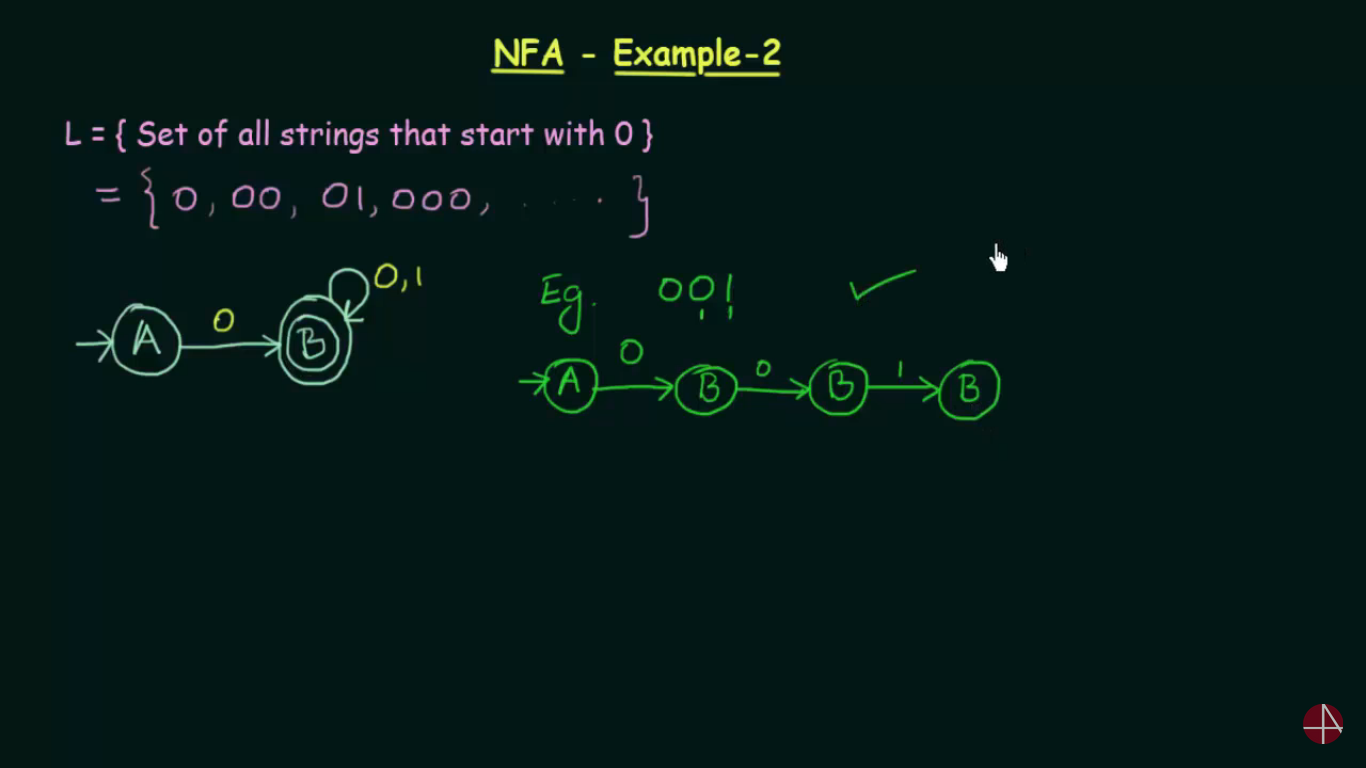 NFA - Example-2
L = { Set of all strings that start with 0 }
= { 0, 00, 01, 000, ..... }
0,1
A 0 B
Eg. 001 ✓
A 0 B 0 B 1 B